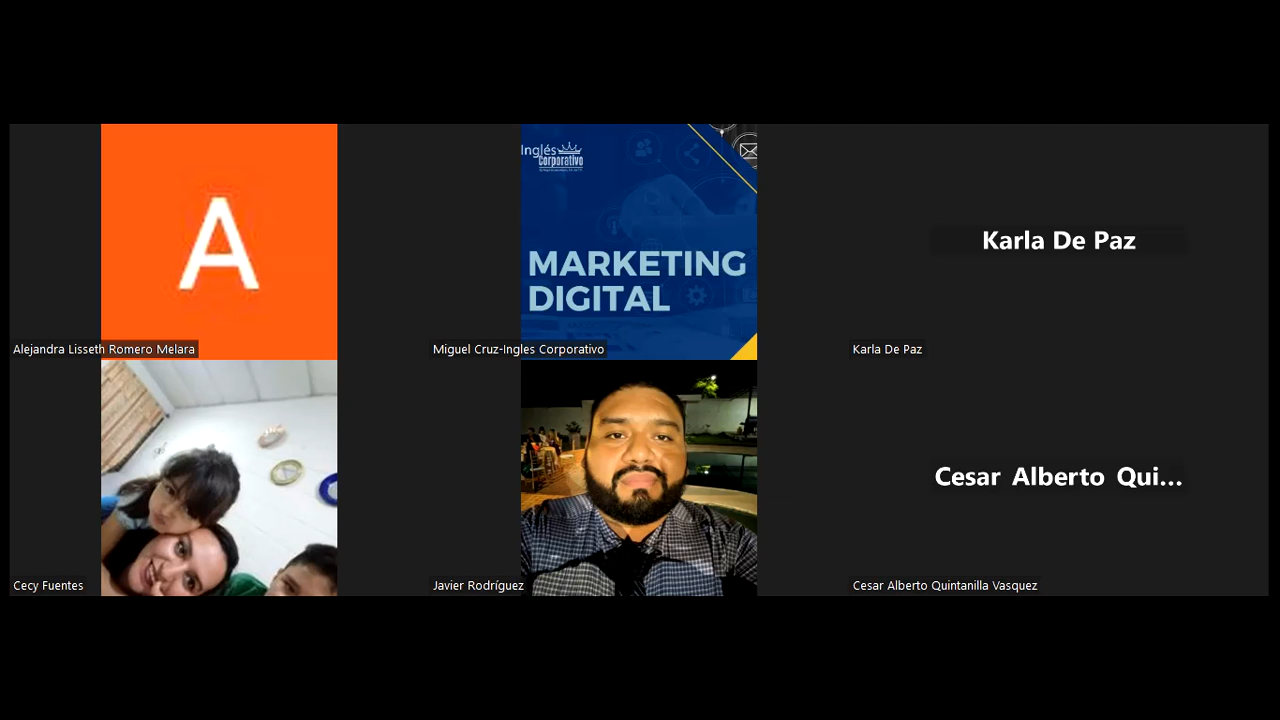 A
Inglés
corporativo
MARKETING
DIGITAL
Karla De Paz
Alejandra Lisseth Romero Melara
Miguel Cruz-Ingles Corporativo
Karla De Paz
Cesar Alberto Qui...
Cecy Fuentes
Javier Rodríguez
Cesar Alberto Quintanilla Vasquez